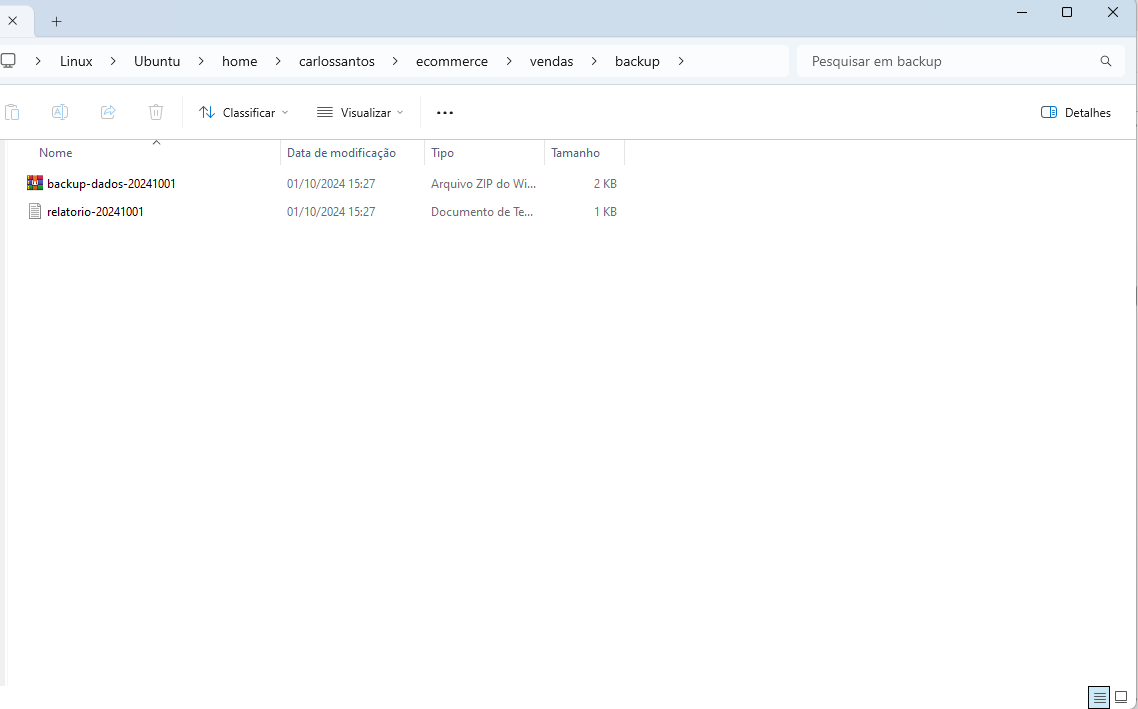 Linux > Ubuntu > home > carlossantos > ecommerce > vendas > backup >
Pesquisar em backup
Classificar
Visualizar
Detalhes
Nome Data de modificação Tipo Tamanho
backup-dados-20241001 01/10/2024 15:27 Arquivo ZIP do Wi... 2 KB
relatorio-20241001 01/10/2024 15:27 Documento de Te... 1 KB